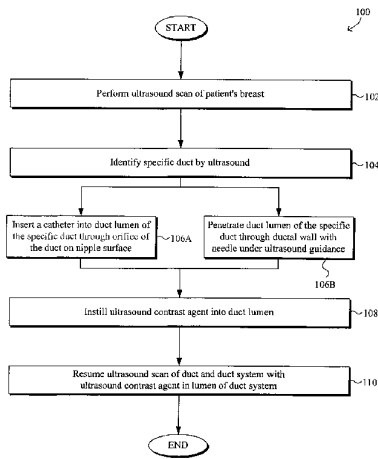 100
START
Perform ultrasound scan of patient's breast
102
Identify specific duct by ultrasound
104
Insert a catheter into duct lumen of
the specific duct through orifice of
the duct on nipple surface
106A
Penetrate duct lumen of the specific
duct through ductal wall with
needle under ultrasound guidance
106B
Instill ultrasound contrast agent into duct lumen
108
Resume ultrasound scan of duct and duct system with
ultrasound contrast agent in lumen of duct system
110
END